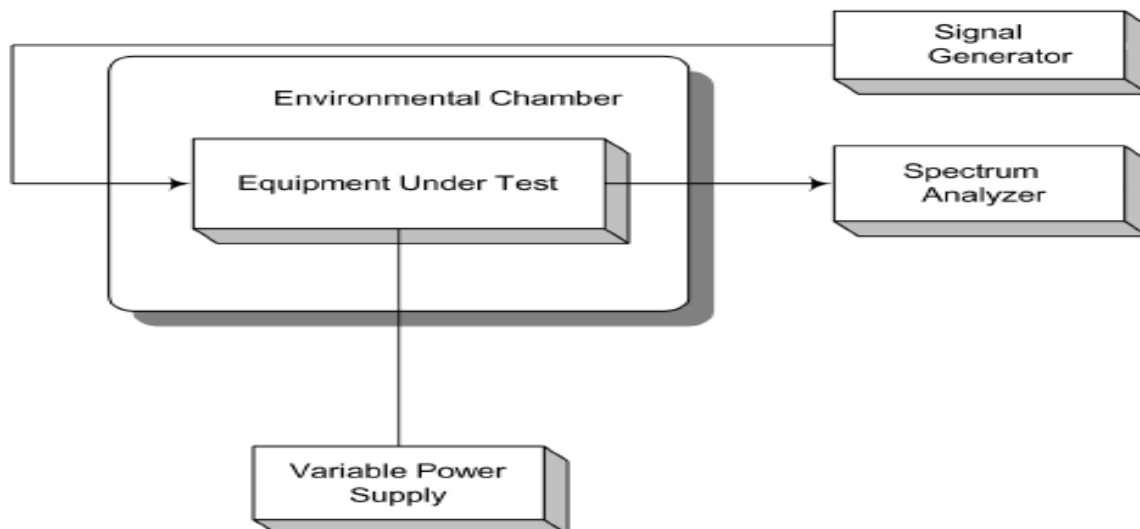 Signal
Generator
Environmental Chamber
Equipment Under Test
Spectrum
Analyzer
Variable Power
Supply